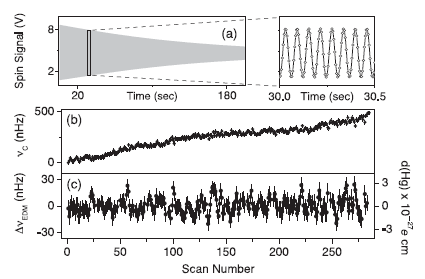 Spin Signal (V)
8
2
(a)
20
Time (sec)
180
30.0
Time (sec)
30.5
500
(b)
ν_C (nHz)
0
30
(c)
Δν_EDM (nHz)
0
-30
3
0
-3
d(Hg) x 10^-27 e cm
0
50
100
150
200
250
Scan Number